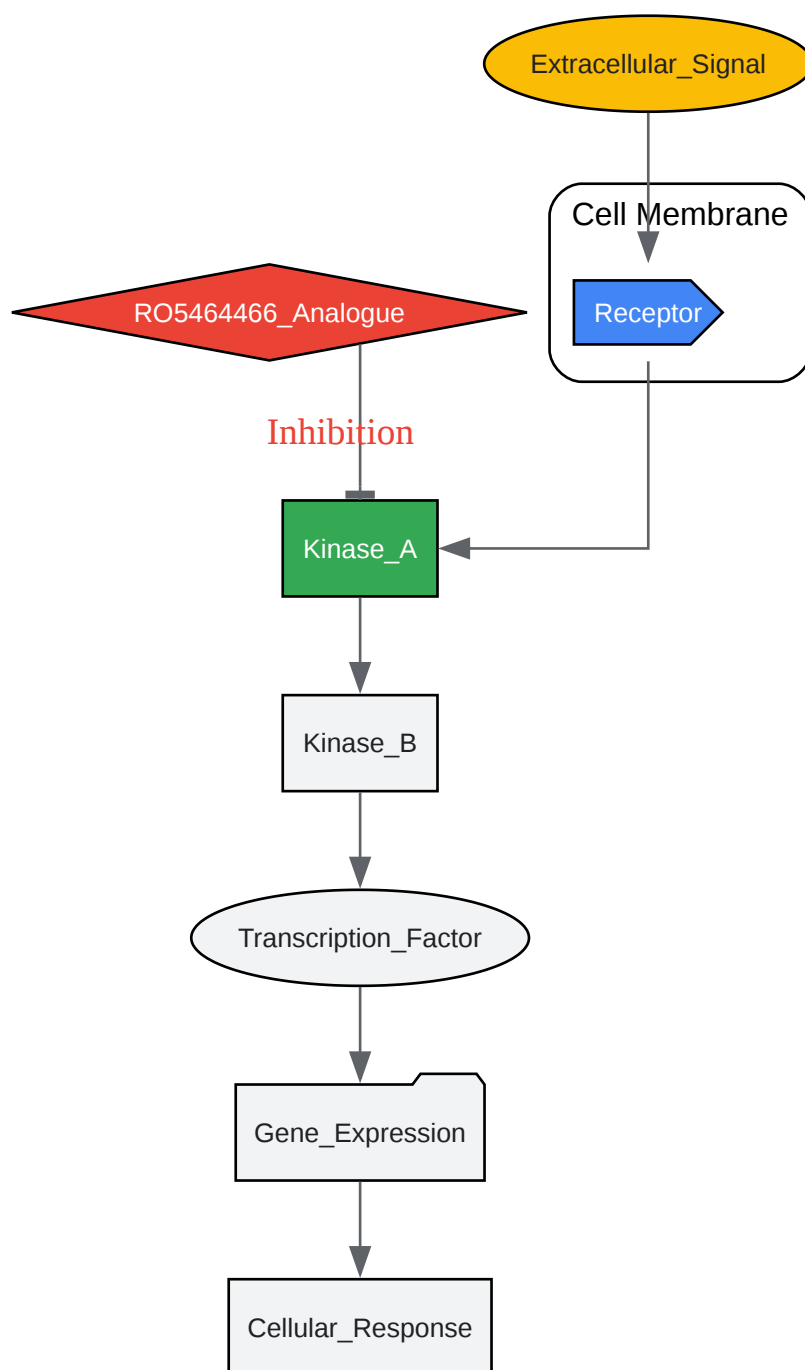 Extracellular_Signal
Cell Membrane
RO5464466_Analogue
Receptor
Inhibition
Kinase_A
Kinase_B
Transcription_Factor
Gene_Expression
Cellular_Response